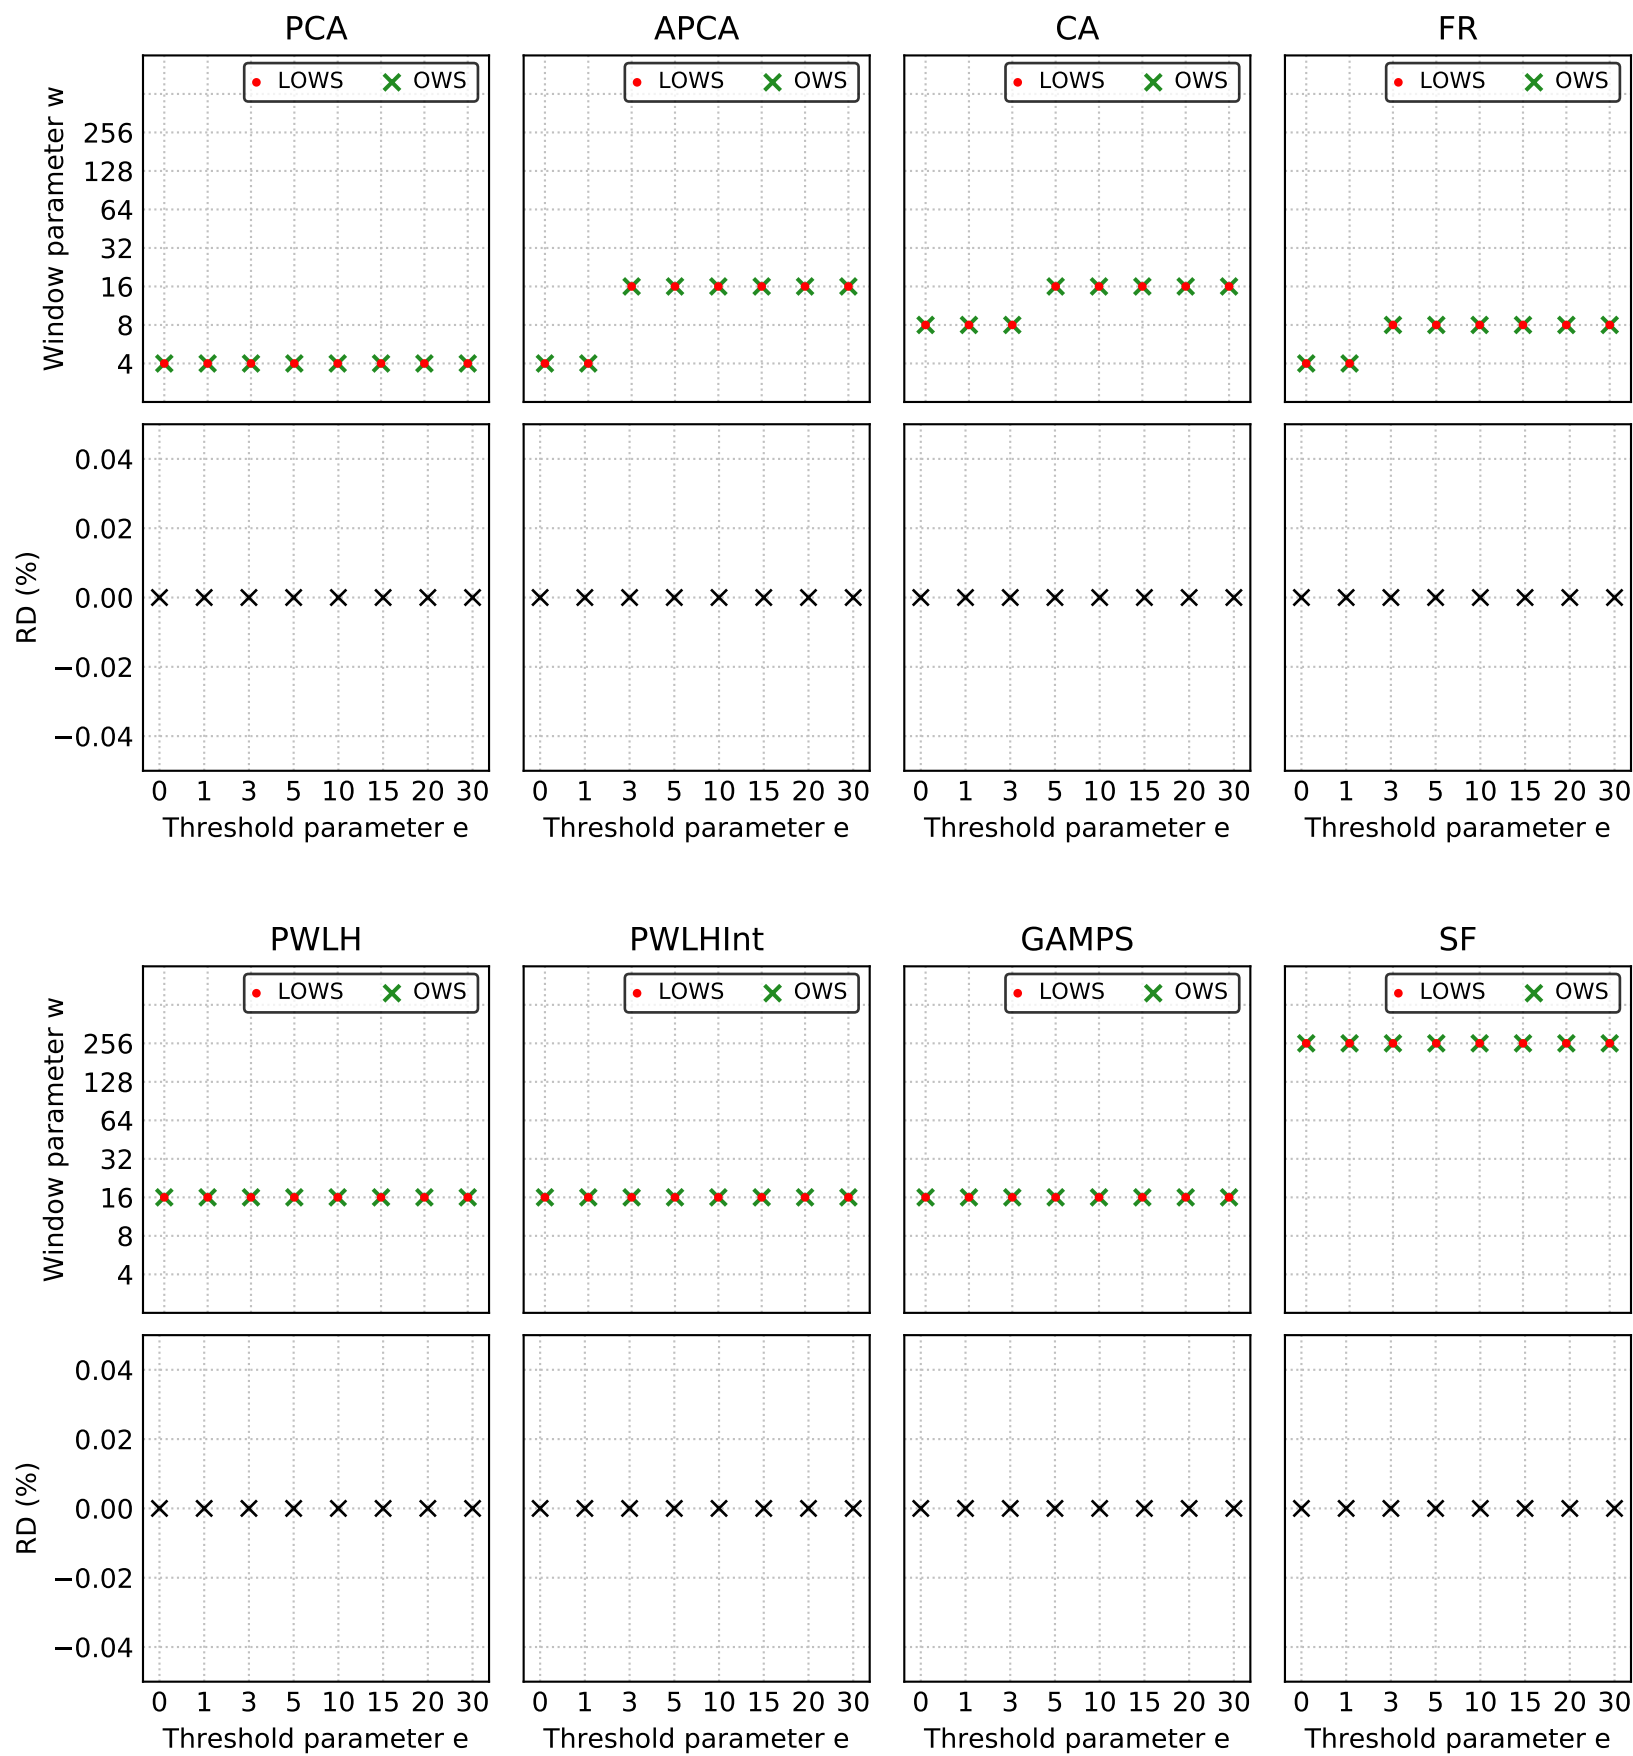 PCA APCA CA FR
LOWS OWS LOWS OWS LOWS OWS LOWS OWS
Window parameter w
256
128
64
32
16
8
4
RD (%)
0.04
0.02
0.00
−0.02
−0.04
0 1 3 5 10 15 20 30 0 1 3 5 10 15 20 30 0 1 3 5 10 15 20 30 0 1 3 5 10 15 20 30
Threshold parameter e Threshold parameter e Threshold parameter e Threshold parameter e
PWLH PWLHInt GAMPS SF
LOWS OWS LOWS OWS LOWS OWS LOWS OWS
Window parameter w
256
128
64
32
16
8
4
RD (%)
0.04
0.02
0.00
−0.02
−0.04
0 1 3 5 10 15 20 30 0 1 3 5 10 15 20 30 0 1 3 5 10 15 20 30 0 1 3 5 10 15 20 30
Threshold parameter e Threshold parameter e Threshold parameter e Threshold parameter e